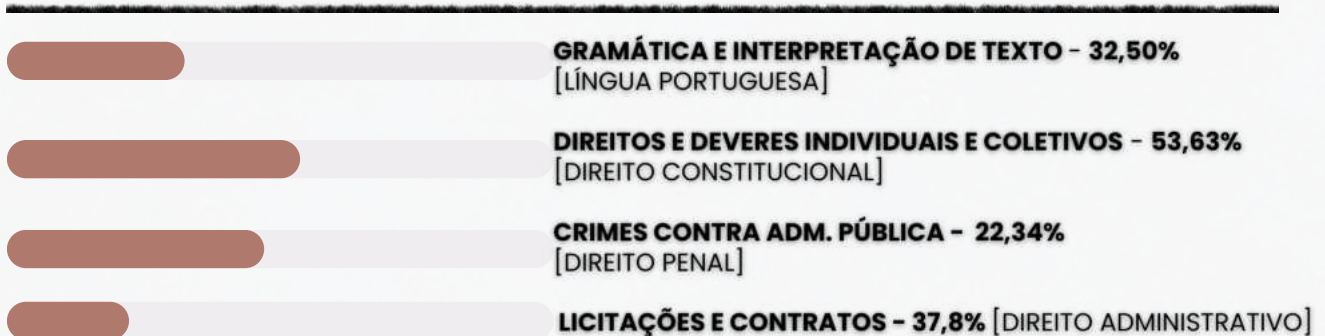 GRAMÁTICA E INTERPRETAÇÃO DE TEXTO - 32,50%
[LÍNGUA PORTUGUESA]
DIREITOS E DEVERES INDIVIDUAIS E COLETIVOS - 53,63%
[DIREITO CONSTITUCIONAL]
CRIMES CONTRA ADM. PÚBLICA - 22,34%
[DIREITO PENAL]
LICITAÇÕES E CONTRATOS - 37,8% [DIREITO ADMINISTRATIVO]